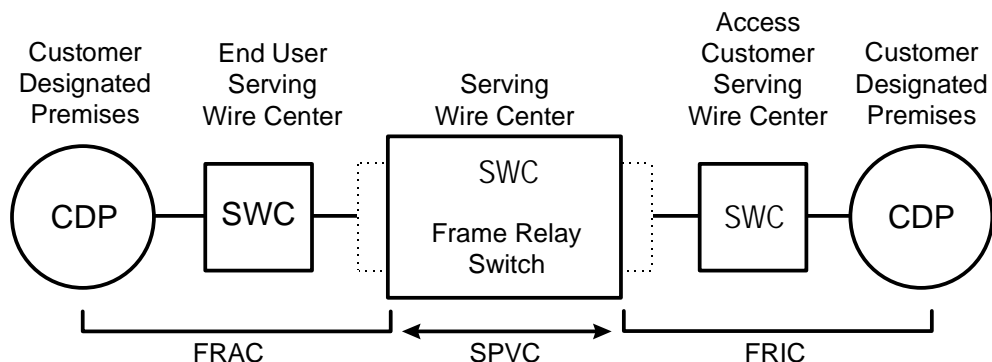 Customer
Designated
Premises
End User
Serving
Wire Center
Serving
Wire Center
Access
Customer
Serving
Wire Center
Customer
Designated
Premises
CDP
SWC
SWC
Frame Relay
Switch
SWC
CDP
FRAC
SPVC
FRIC